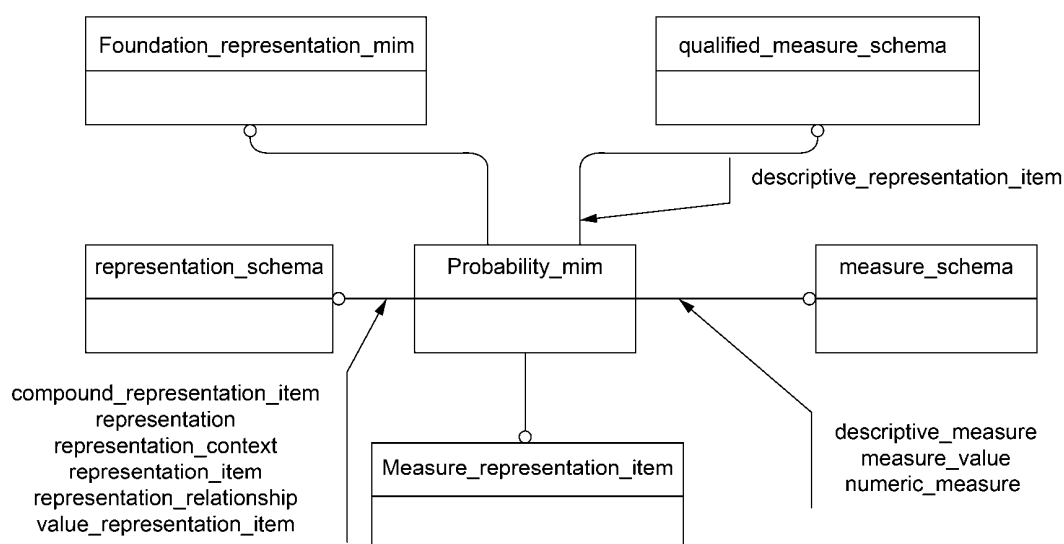 Foundation_representation_mim
qualified_measure_schema
descriptive_representation_item
representation_schema
Probability_mim
measure_schema
compound_representation_item
representation
representation_context
representation_item
representation_relationship
value_representation_item
Measure_representation_item
descriptive_measure
measure_value
numeric_measure